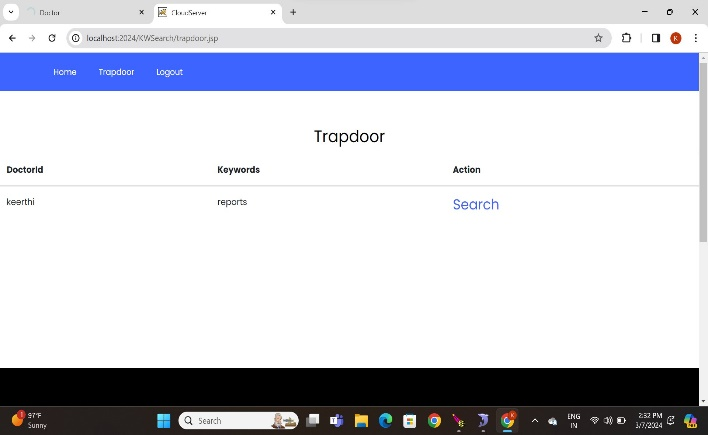 Doctor
CloudServer
localhost:2024/KWSearch/trapdoor.jsp
K
Home Trapdoor Logout
Trapdoor
DoctorId Keywords Action
keerthi reports Search
1
97°F
Sunny
Search
K
ENG
IN
2:32 PM
3/7/2024